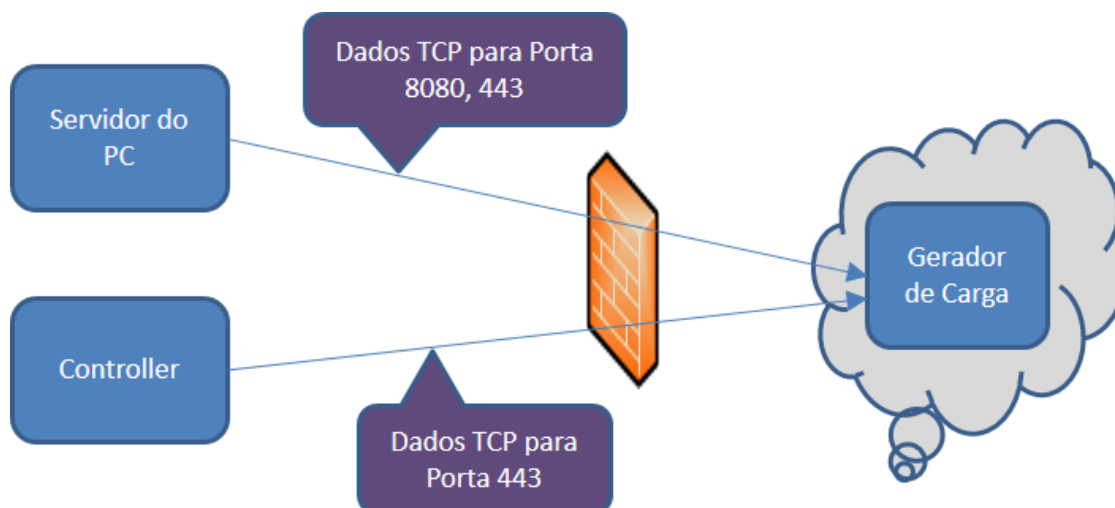 Dados TCP para Porta
8080, 443
Servidor do
PC
Gerador
de Carga
Controller
Dados TCP para
Porta 443